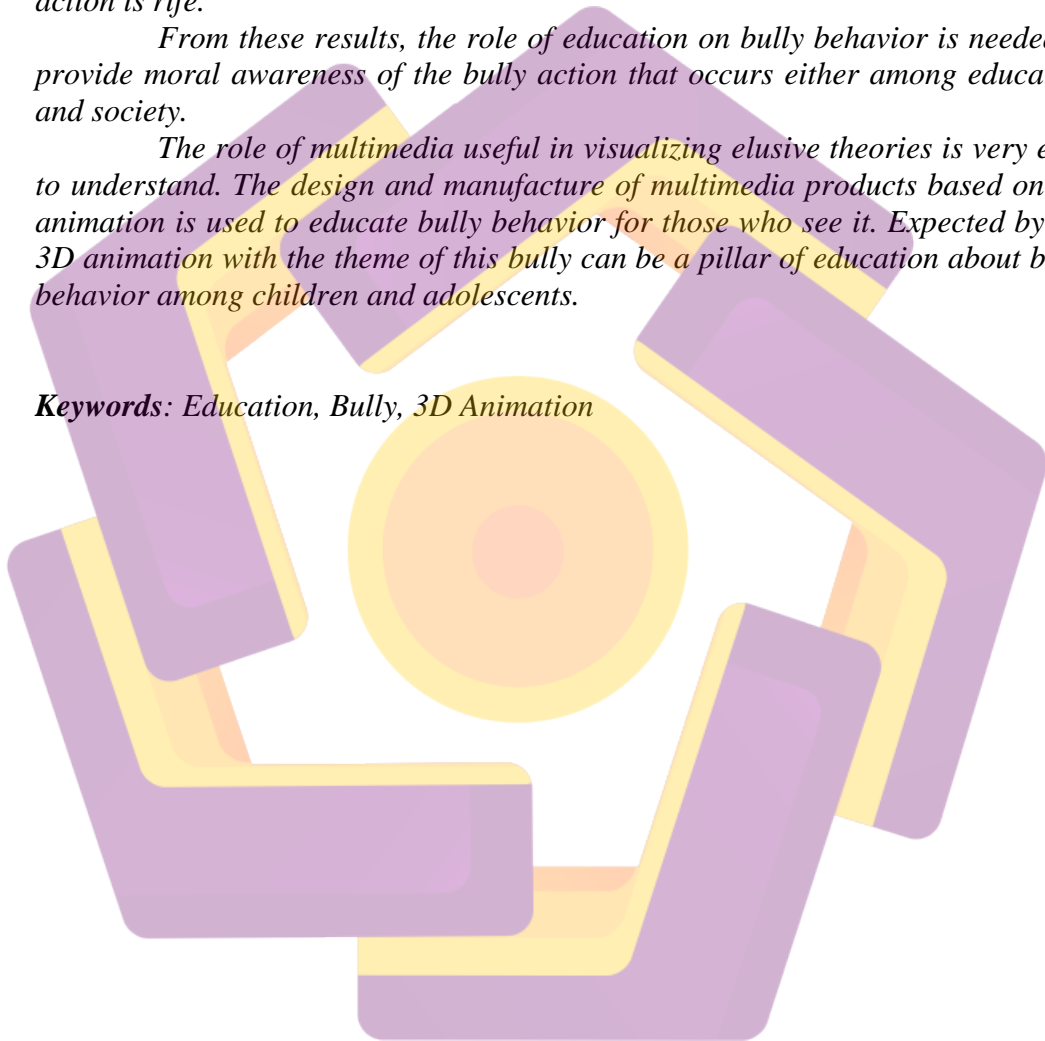 action is rife.
From these results, the role of education on bully behavior is neede
provide moral awareness of the bully action that occurs either among educa
and society.
The role of multimedia useful in visualizing elusive theories is very e
to understand. The design and manufacture of multimedia products based on
animation is used to educate bully behavior for those who see it. Expected by
3D animation with the theme of this bully can be a pillar of education about b
behavior among children and adolescents.
Keywords: Education, Bully, 3D Animation